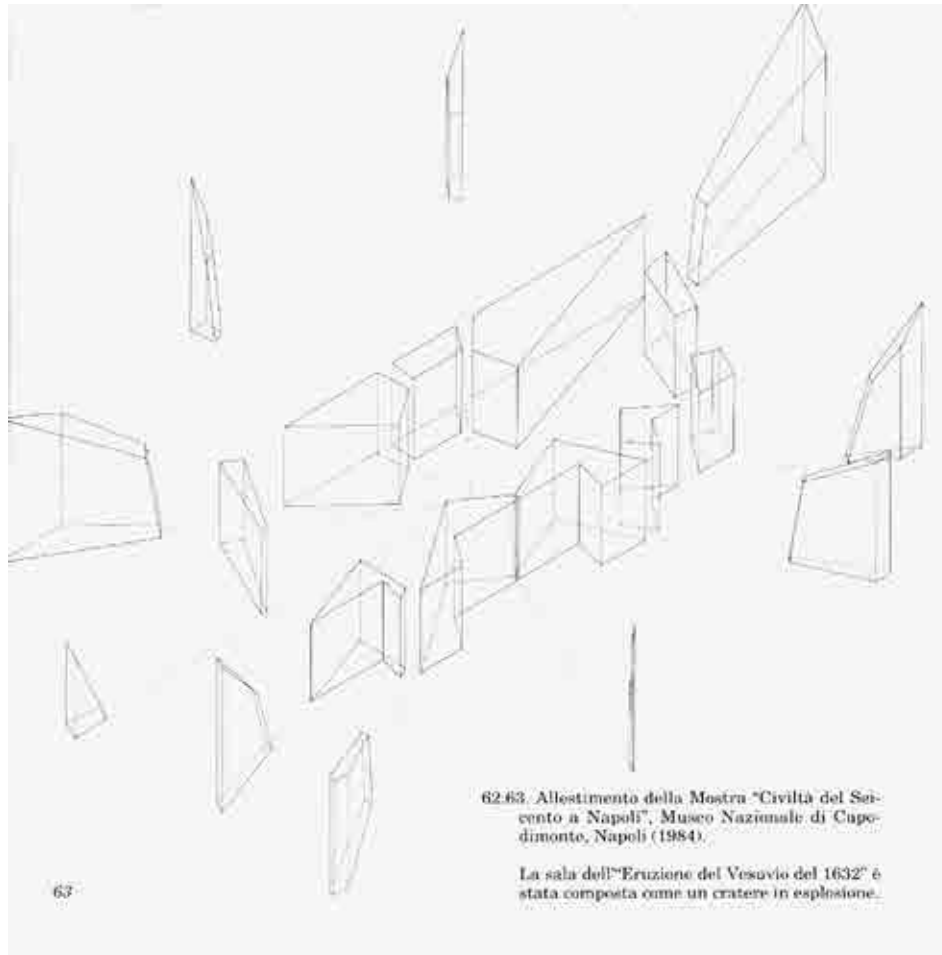 62.63. Allestimento della Mostra "Civiltà del Sei-
cento a Napoli", Museo Nazionale di Capo-
dimonte, Napoli (1984).
La sala dell'"Eruzione del Vesuvio del 1632" è
stata composta come un cratere in esplosione.
63